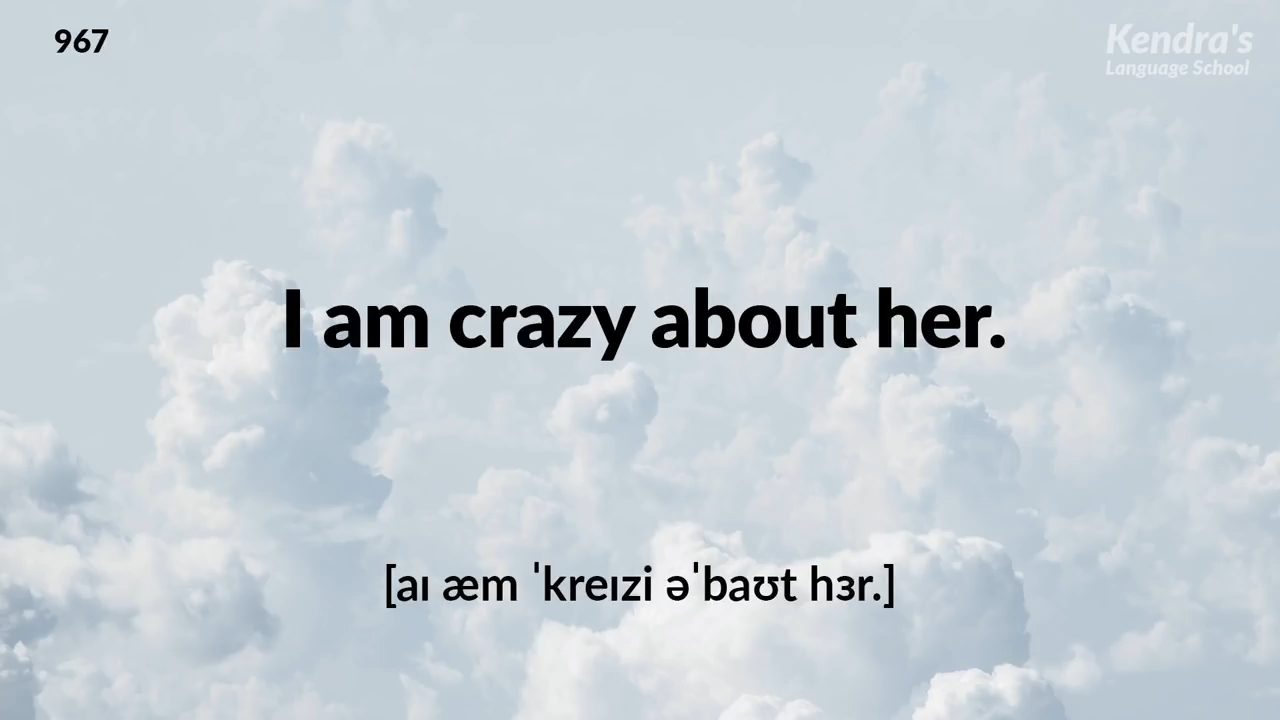 967
Kendra's
Language School
I am crazy about her.
[aɪ æm ˈkreɪzi əˈbaʊt hɜr.]